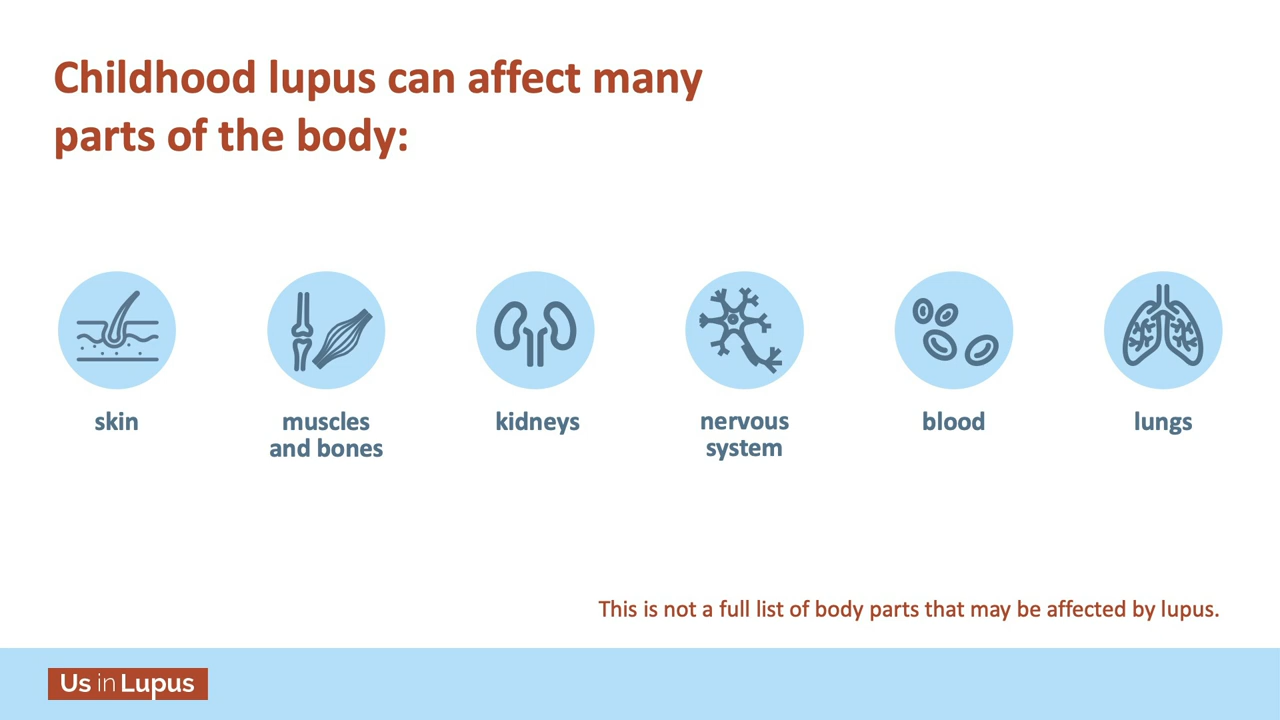 Childhood lupus can affect many
parts of the body:
skin
muscles
and bones
kidneys
nervous
system
blood
lungs
This is not a full list of body parts that may be affected by lupus.
Us in Lupus